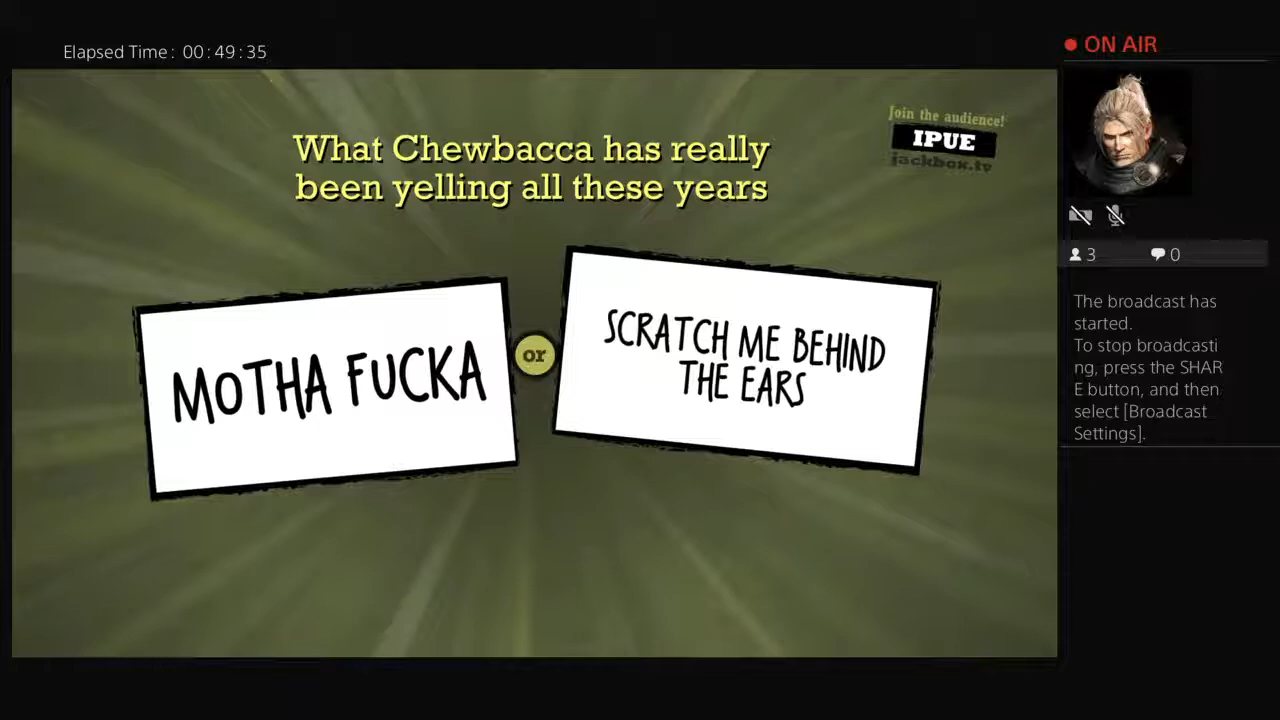 Elapsed Time: 00:49:35
ON AIR
Join the audience!
IPUE
jackbox.tv
What Chewbacca has really
been yelling all these years
MOTHA FUCKA
or
SCRATCH ME BEHIND
THE EARS
3
0
The broadcast has
started.
To stop broadcasti
ng, press the SHAR
E button, and then
select [Broadcast
Settings].